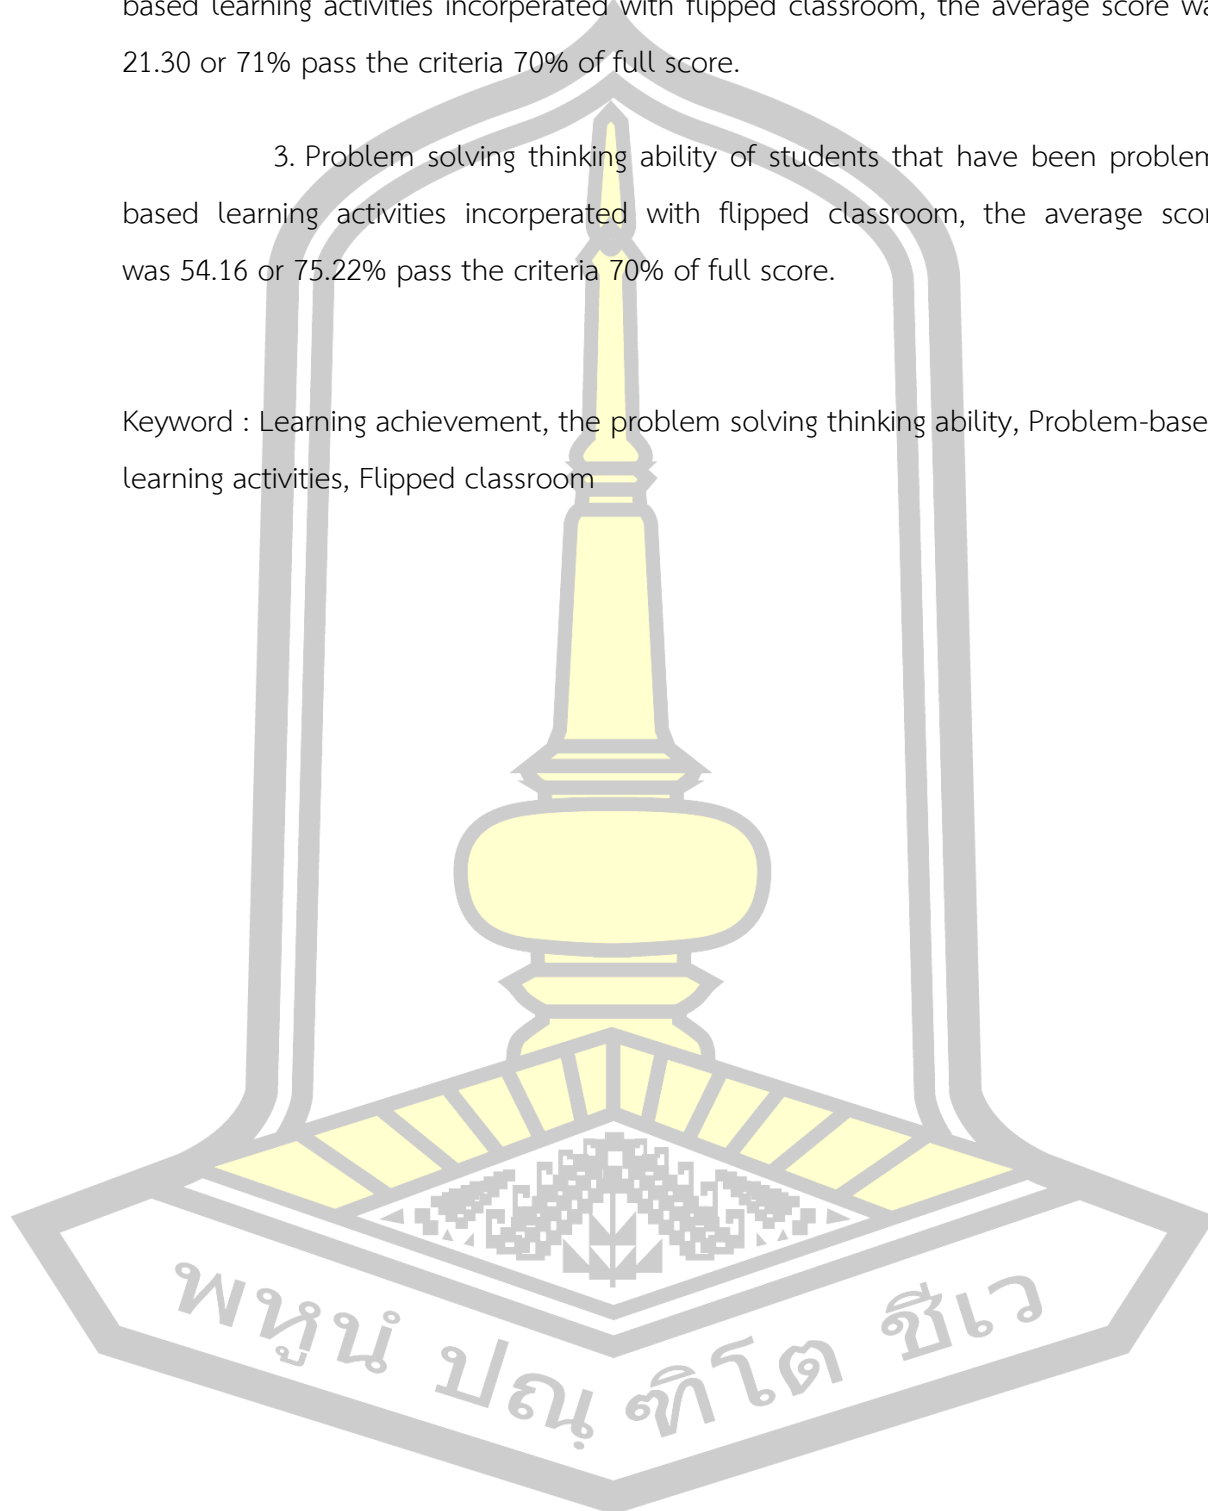 based learning activities incorperated with flipped classroom, the average score wa
21.30 or 71% pass the criteria 70% of full score.
3. Problem solving thinking ability of students that have been problem
based learning activities incorperated with flipped classroom, the average scor
was 54.16 or 75.22% pass the criteria 70% of full score.
Keyword : Learning achievement, the problem solving thinking ability, Problem-base
learning activities, Flipped classroom
พหูนํ ปณฺ ฑิโต ชีเว